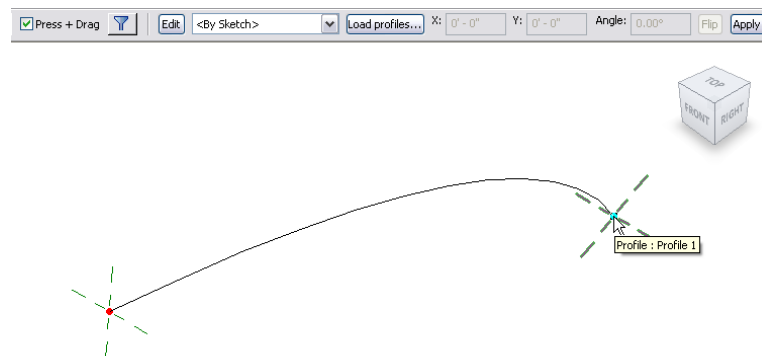 Press + Drag Edit <By Sketch> Load profiles... X: 0' - 0" Y: 0' - 0" Angle: 0.00° Flip Apply
TOP
FRONT RIGHT
Profile : Profile 1